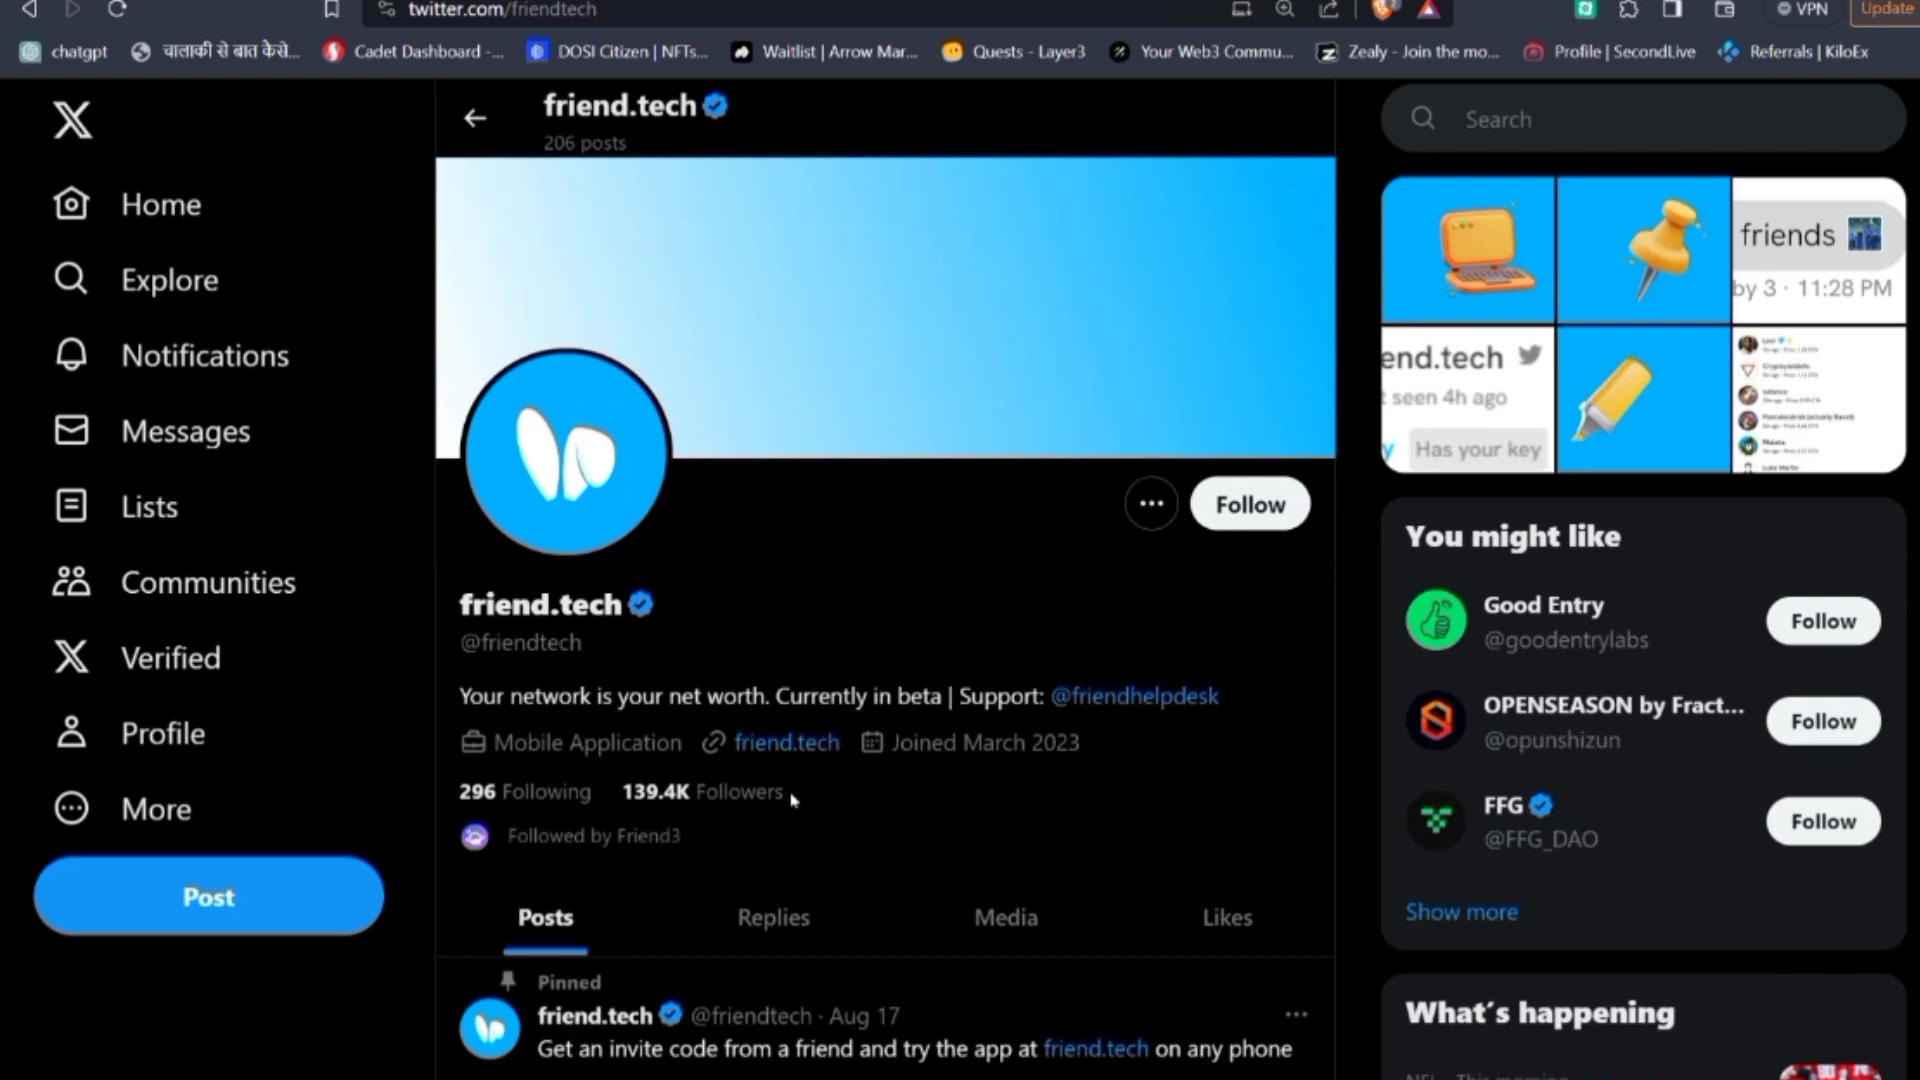 twitter.com/friendtech
VPN
Update
chatgpt
चालाकी से बात कैसे...
Cadet Dashboard -...
DOSI Citizen | NFTs...
Waitlist | Arrow Mar...
Quests - Layer3
Your Web3 Commu...
Zealy - Join the mo...
Profile | SecondLive
Referrals | KiloEx
Home
Explore
Notifications
Messages
Lists
Communities
Verified
Profile
More
Post
friend.tech
206 posts
Follow
friend.tech
@friendtech
Your network is your net worth. Currently in beta | Support: @friendhelpdesk
Mobile Application friend.tech Joined March 2023
296 Following 139.4K Followers
Followed by Friend3
Posts Replies Media Likes
Pinned
friend.tech @friendtech · Aug 17
Get an invite code from a friend and try the app at friend.tech on any phone
Search
friends
by 3 · 11:28 PM
end.tech
seen 4h ago
Has your key
You might like
Good Entry
@goodentrylabs
Follow
OPENSEASON by Fract...
@opunshizun
Follow
FFG
@FFG_DAO
Follow
Show more
What's happening